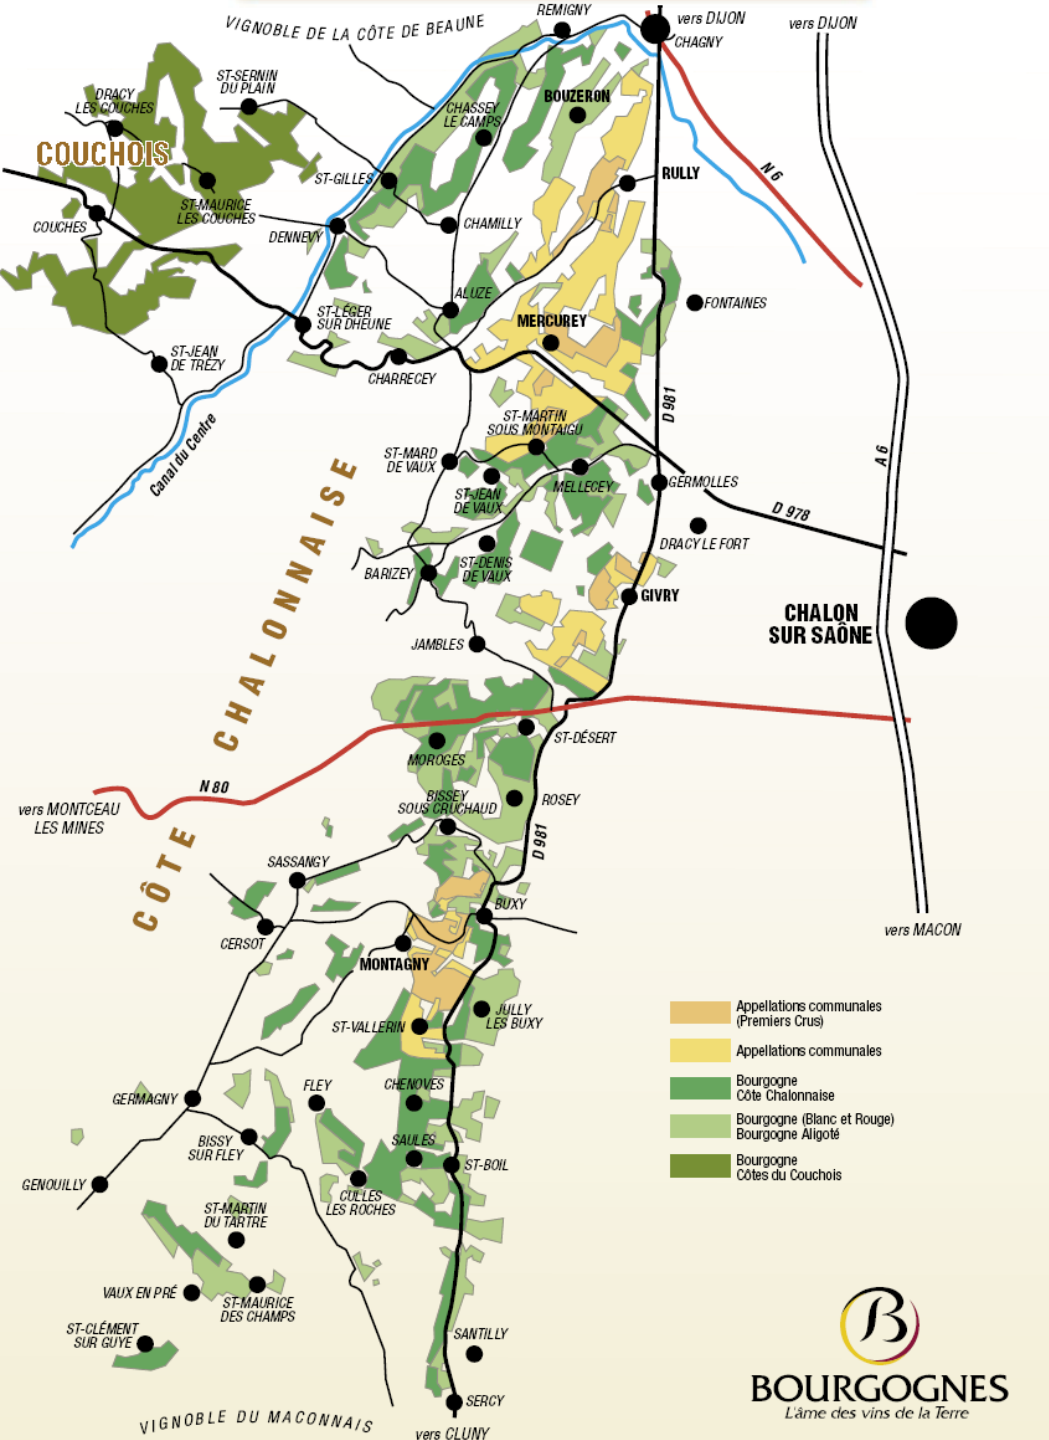 VIGNOBLE DE LA CÔTE DE BEAUNE
REMIGNY
vers DIJON
vers DIJON
CHAGNY
ST-SERNIN
DU PLAIN
DRACY
LES COUCHES
COUCHOIS
CHASSEY
LE CAMPS
BOUZERON
N 6
RULLY
ST-GILLES
ST-MAURICE
LES COUCHES
COUCHES
DENNEVY
CHAMILLY
ALUZE
FONTAINES
ST-LÉGER
SUR DHEUNE
MERCUREY
ST-JEAN
DE TRÉZY
CHARRECEY
D 981
Canal du Centre
ST-MARTIN
SOUS MONTAIGU
ST-MARD
DE VAUX
A 6
MELLECEY
GERMOLLES
ST-JEAN
DE VAUX
D 978
DRACY LE FORT
ST-DENIS
DE VAUX
BARIZEY
GIVRY
CHALON
SUR SAÔNE
JAMBLES
CÔTE CHALONNAISE
ST-DÉSERT
MOROGES
N 80
vers MONTCEAU
LES MINES
BISSEY
SOUS CRUCHAUD
ROSEY
D 981
SASSANGY
BUXY
CERSOT
vers MACON
MONTAGNY
JULLY
LES BUXY
ST-VALLERIN
Appellations communales
(Premiers Crus)
Appellations communales
Bourgogne
Côte Chalonnaise
Bourgogne (Blanc et Rouge)
Bourgogne Aligoté
Bourgogne
Côtes du Couchois
GERMAGNY
FLEY
CHENOVES
BISSY
SUR FLEY
SAULES
ST-BOIL
GENOUILLY
CULLES
LES ROCHES
ST-MARTIN
DU TARTRE
VAUX EN PRÉ
ST-MAURICE
DES CHAMPS
ST-CLÉMENT
SUR GUYE
SANTILLY
SERCY
VIGNOBLE DU MACONNAIS
vers CLUNY
B
BOURGOGNES
L'âme des vins de la Terre